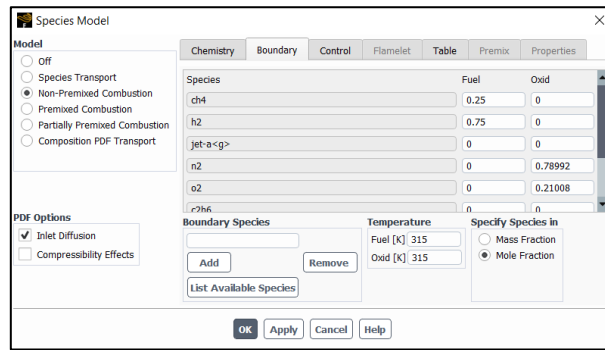 Species Model
Model
Off
Species Transport
Non-Premixed Combustion
Premixed Combustion
Partially Premixed Combustion
Composition PDF Transport
PDF Options
Inlet Diffusion
Compressibility Effects
Chemistry Boundary Control Flamelet Table Premix Properties
Species Fuel Oxid
ch4 0.25 0
h2 0.75 0
jet-a<g> 0 0
n2 0 0.78992
o2 0 0.21008
c2h6 0 0
Boundary Species
Add Remove
List Available Species
Temperature
Fuel [K] 315
Oxid [K] 315
Specify Species in
Mass Fraction
Mole Fraction
OK Apply Cancel Help